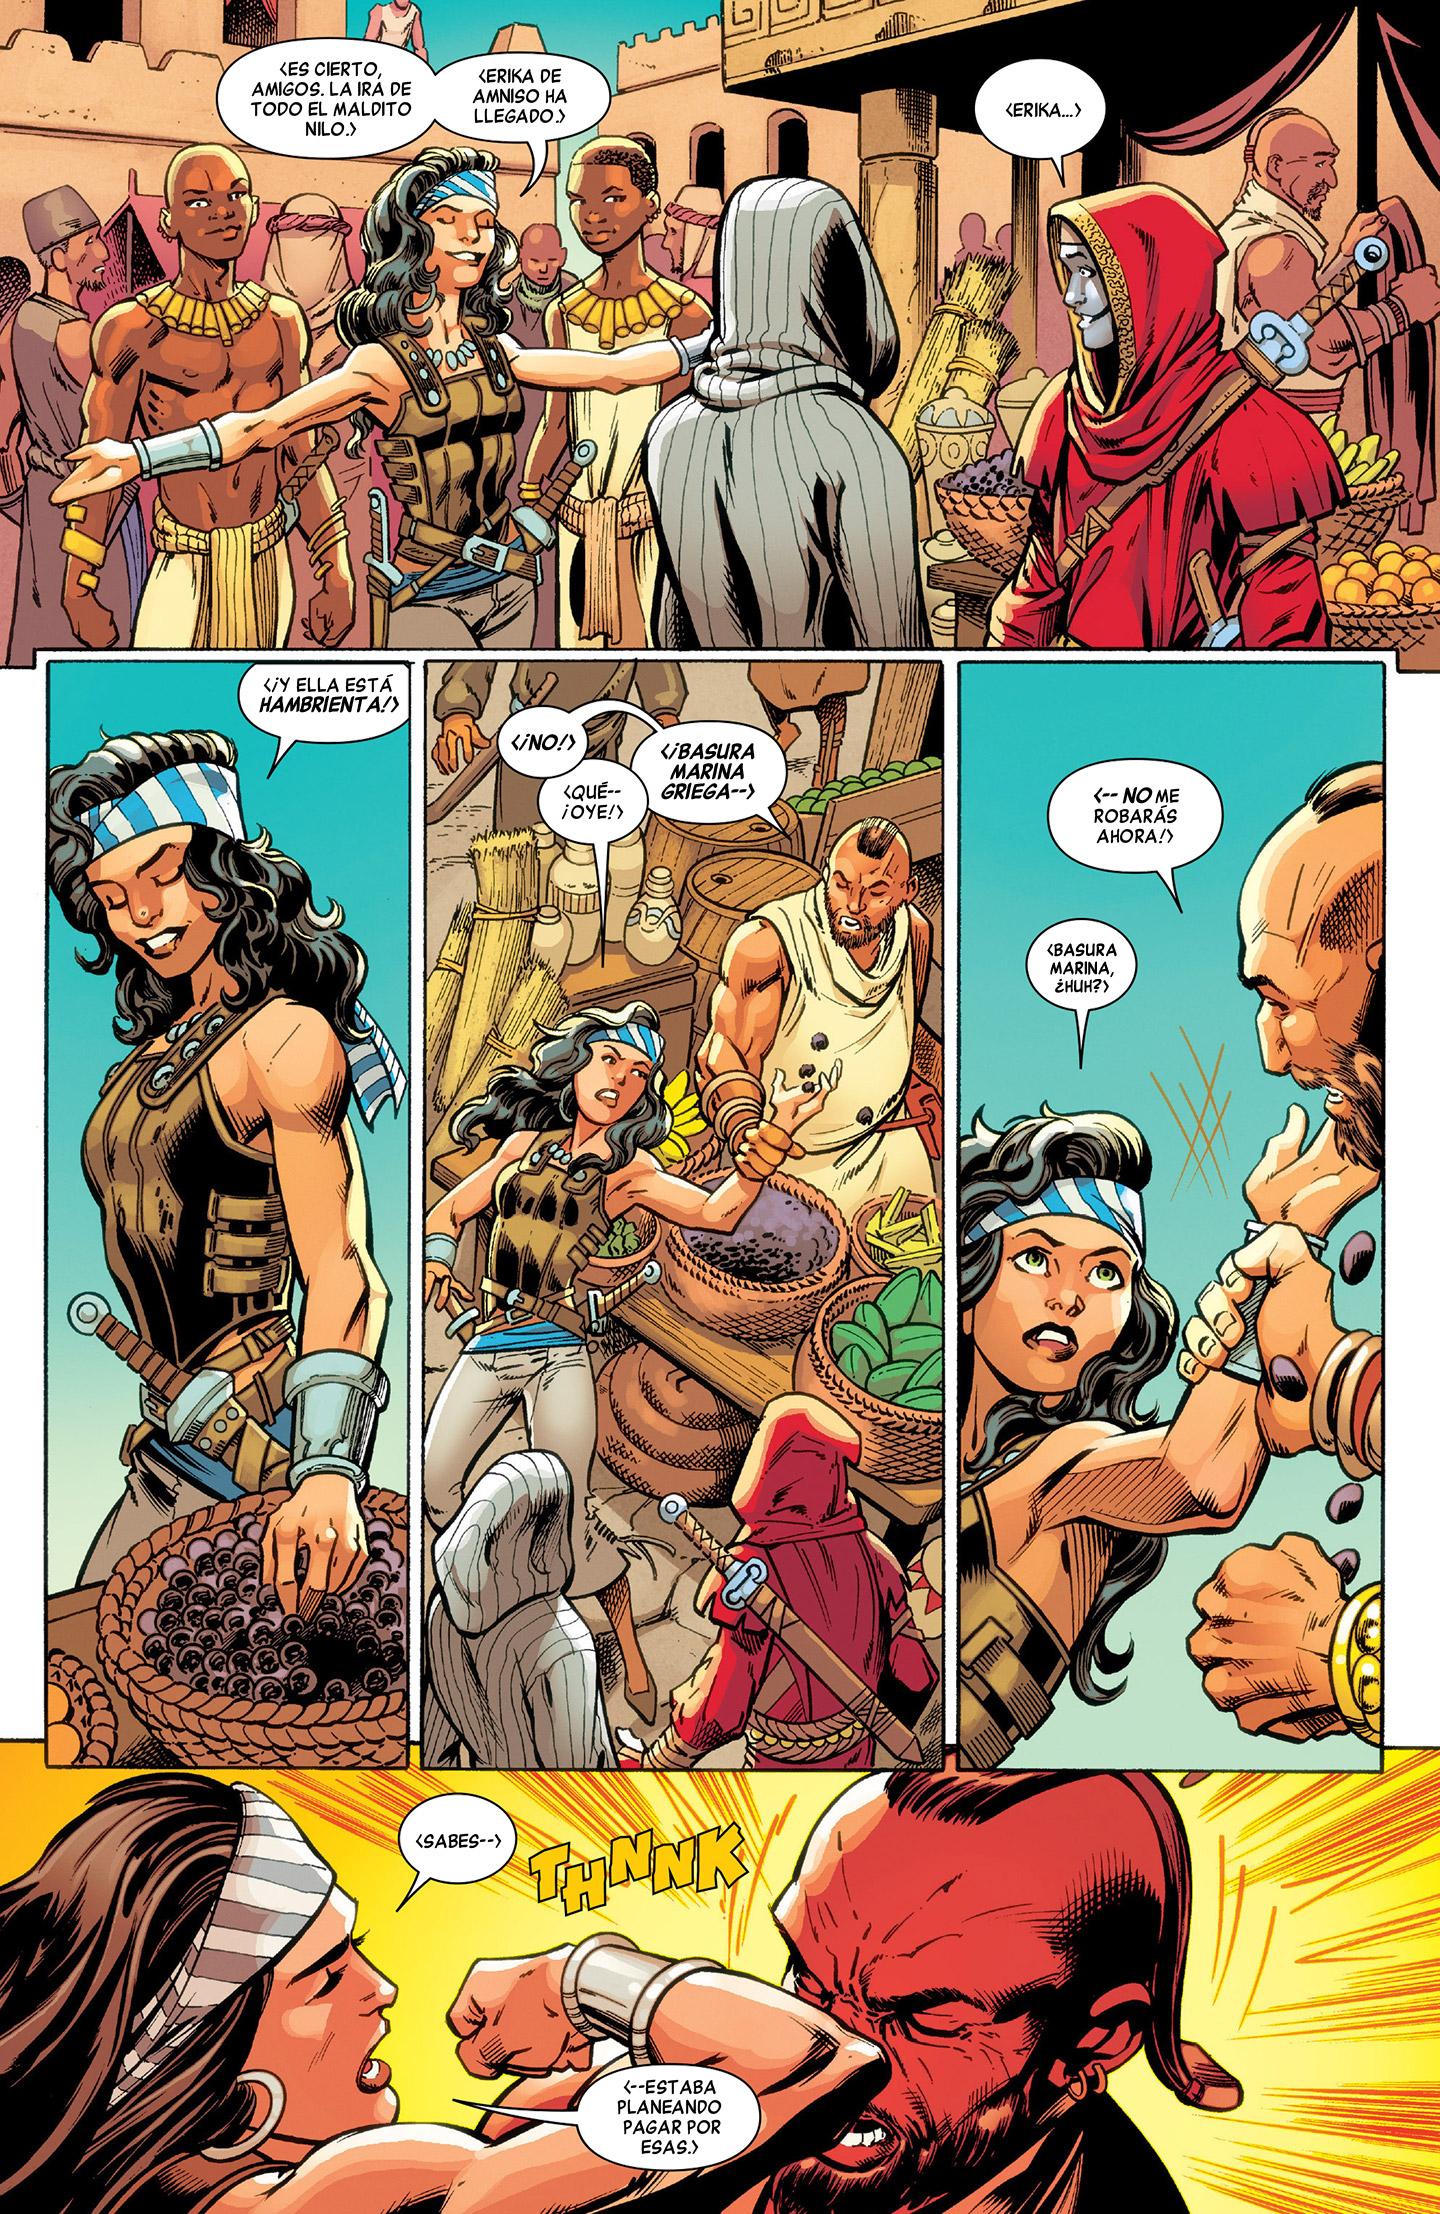 <ES CIERTO,
AMIGOS. LA IRA DE
TODO EL MALDITO
NILO.>
<ERIKA DE
AMNISO HA
LLEGADO.>
<ERIKA...>
<¡Y ELLA ESTÁ
HAMBRIENTA!>
<¡NO!>
<¡BASURA
MARINA
GRIEGA-->
<QUÉ--
¡OYE!>
<-- NO ME
ROBARÁS
AHORA!>
<BASURA
MARINA,
¿HUH?>
<SABES-->
THNNK
<--ESTABA
PLANEANDO
PAGAR POR
ESAS.>